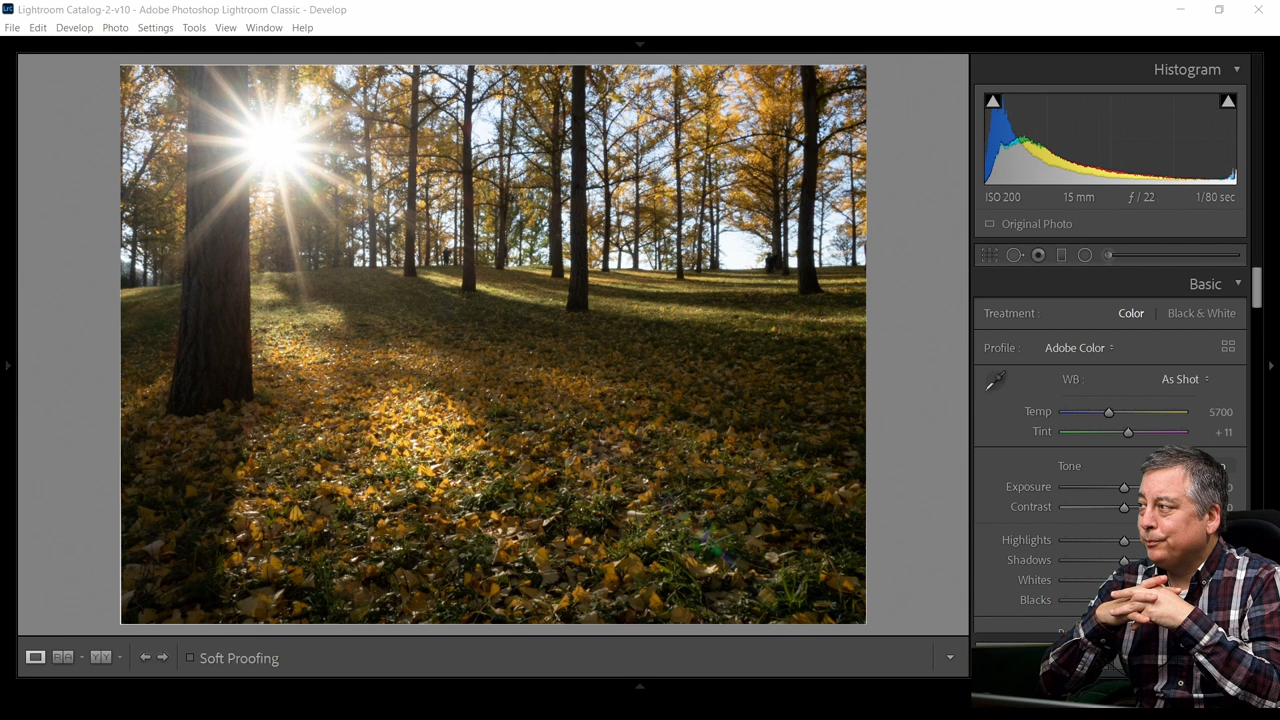 Lightroom Catalog-2-v10 - Adobe Photoshop Lightroom Classic - Develop
File Edit Develop Photo Settings Tools View Window Help
Histogram
ISO 200 15 mm ƒ / 22 1/80 sec
Original Photo
Basic
Treatment : Color Black & White
Profile : Adobe Color
WB : As Shot
Temp 5700
Tint + 11
Tone
Exposure
Contrast
Highlights
Shadows
Whites
Blacks
Soft Proofing